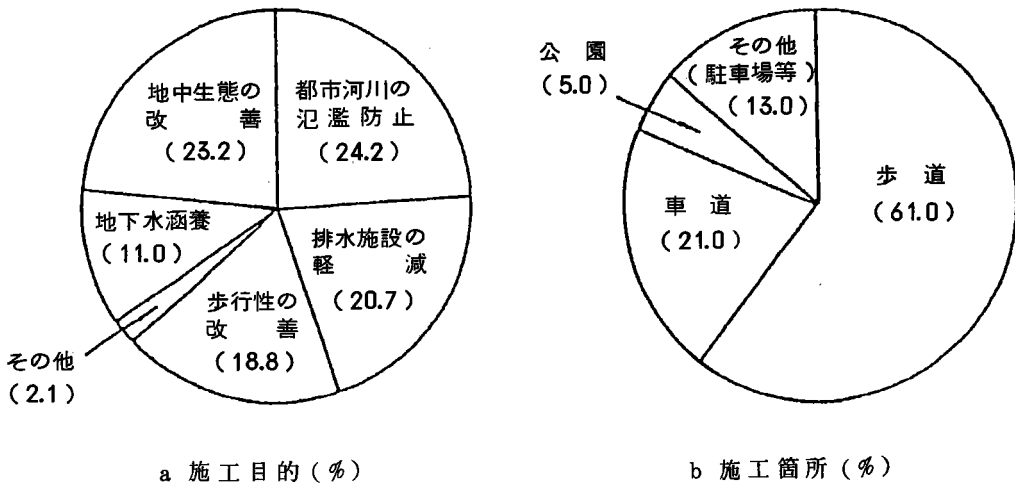 地中生態の
改善
(23.2)
都市河川の
氾濫防止
(24.2)
地下水涵養
(11.0)
排水施設の
軽減
(20.7)
歩行性の
改善
(18.8)
その他
(2.1)
a 施工目的(%)
公園
(5.0)
その他
(駐車場等)
(13.0)
車道
(21.0)
歩道
(61.0)
b 施工箇所(%)